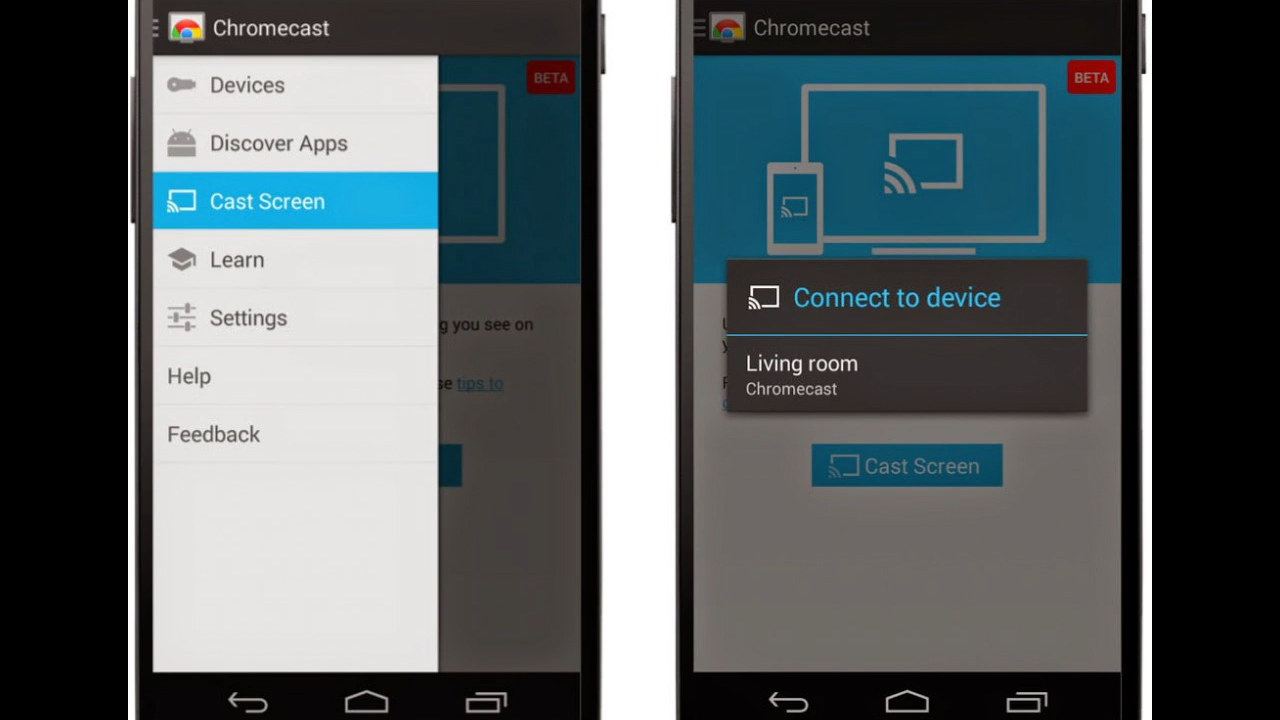 Chromecast
Devices
Discover Apps
Cast Screen
Learn
Settings
Help
Feedback
BETA
you see on
tips to
Chromecast
BETA
Connect to device
Living room
Chromecast
Cast Screen